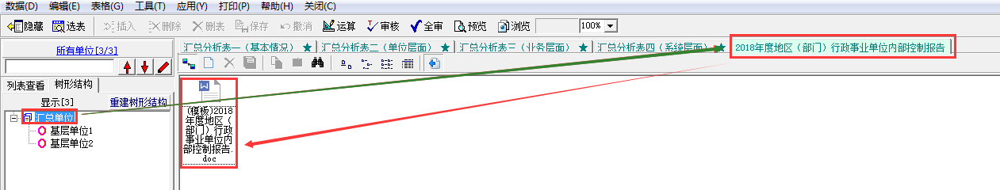 数据(D) 编辑(E) 表格(G) 工具(T) 应用(Y) 打印(P) 帮助(H) 关闭(C)
隐藏 选表 插入 删除 删表 保存 撤消 运算 审核 全审 预览 浏览 100%
所有单位[3/3]
汇总分析表一（基本情况） 汇总分析表二（单位层面） 汇总分析表三（业务层面） 汇总分析表四（系统层面） 2018年度地区（部门）行政事业单位内部控制报告
列表查看 树形结构
显示[3] 重建树形结构
汇总单位
基层单位1
基层单位2
(模板)2018
年度地区（
部门）行政
事业单位内
部控制报告.
doc